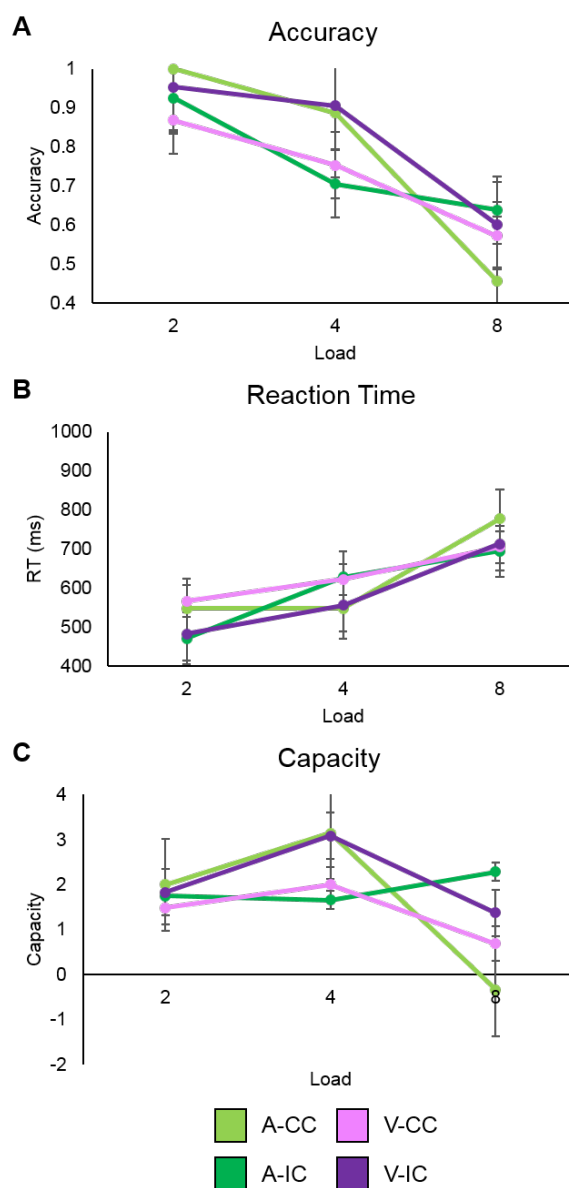 A
Accuracy
1
0.9
0.8
0.7
0.6
0.5
0.4
Accuracy
2 4 8
Load
B
Reaction Time
1000
900
800
700
600
500
400
RT (ms)
2 4 8
Load
C
Capacity
4
3
2
1
0
-1
-2
Capacity
2 4 8
Load
A-CC V-CC
A-IC V-IC